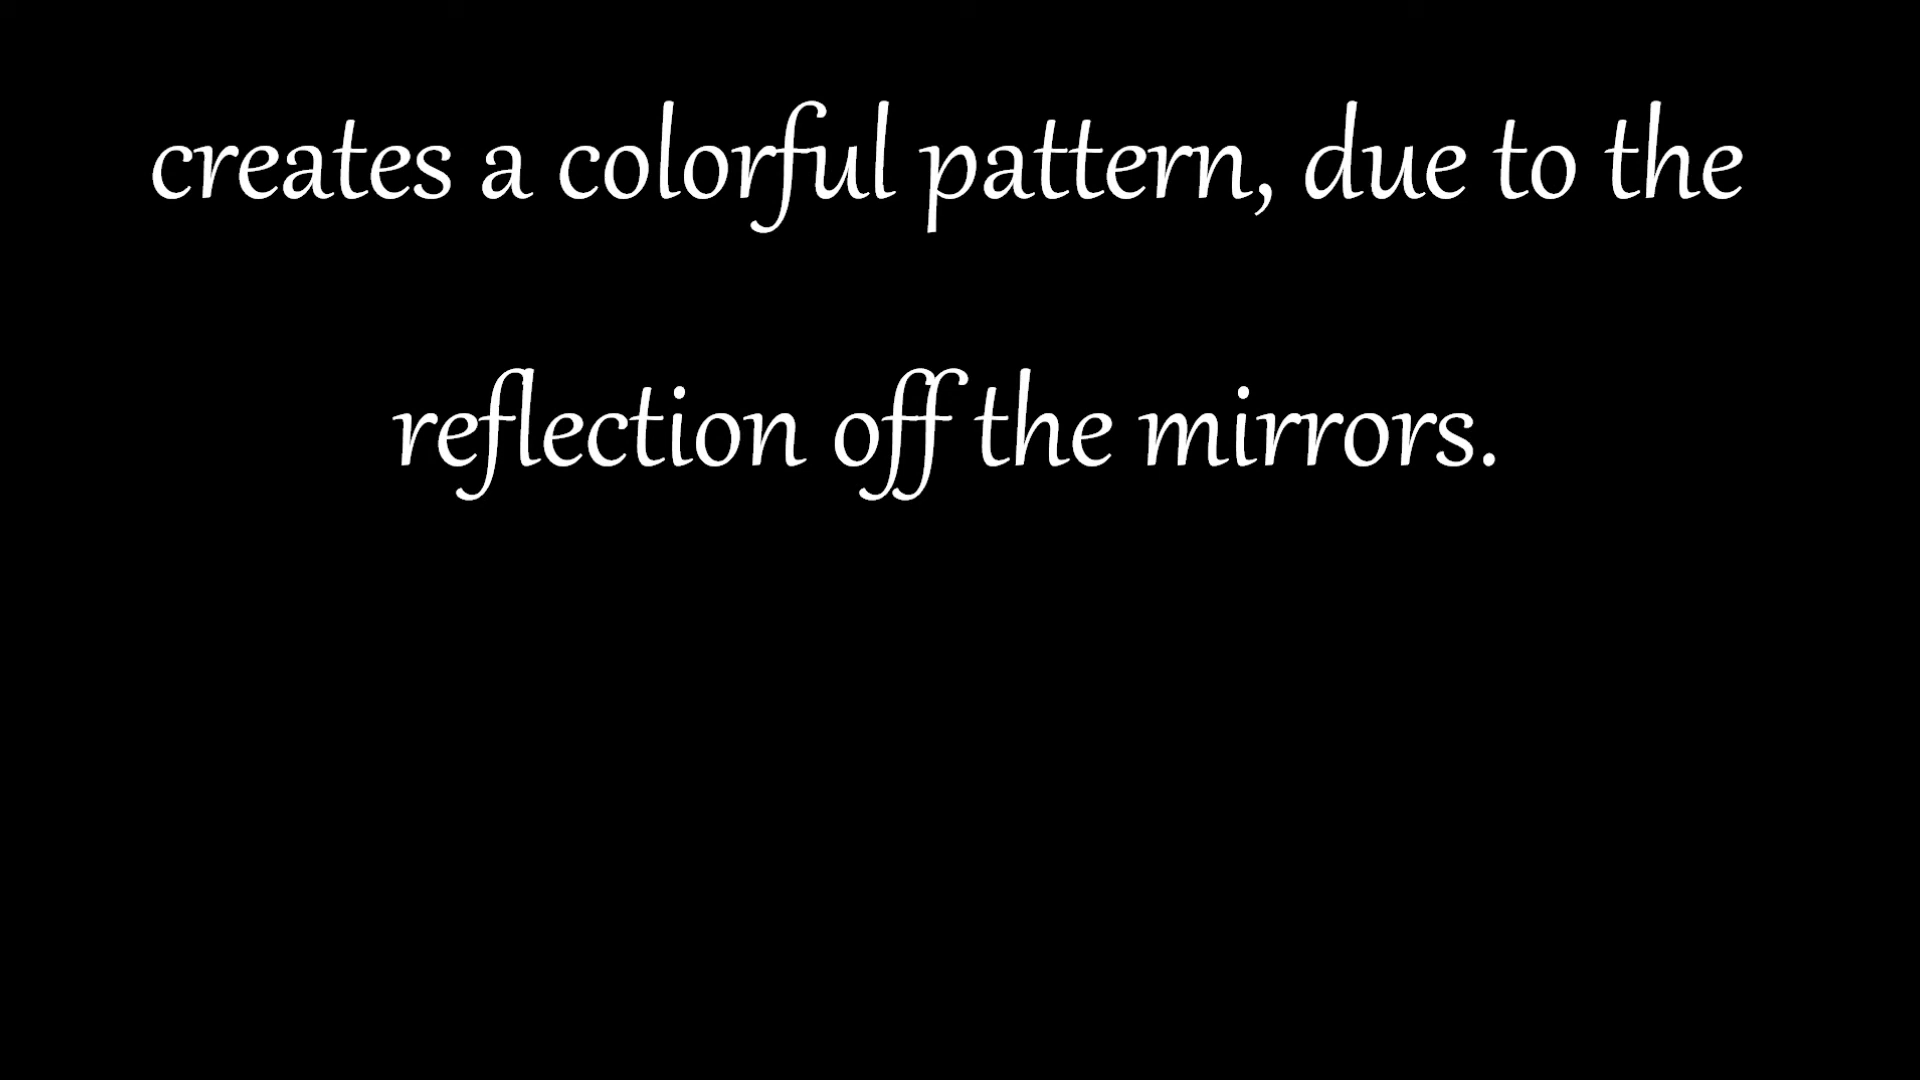 creates a colorful pattern, due to the
reflection off the mirrors.